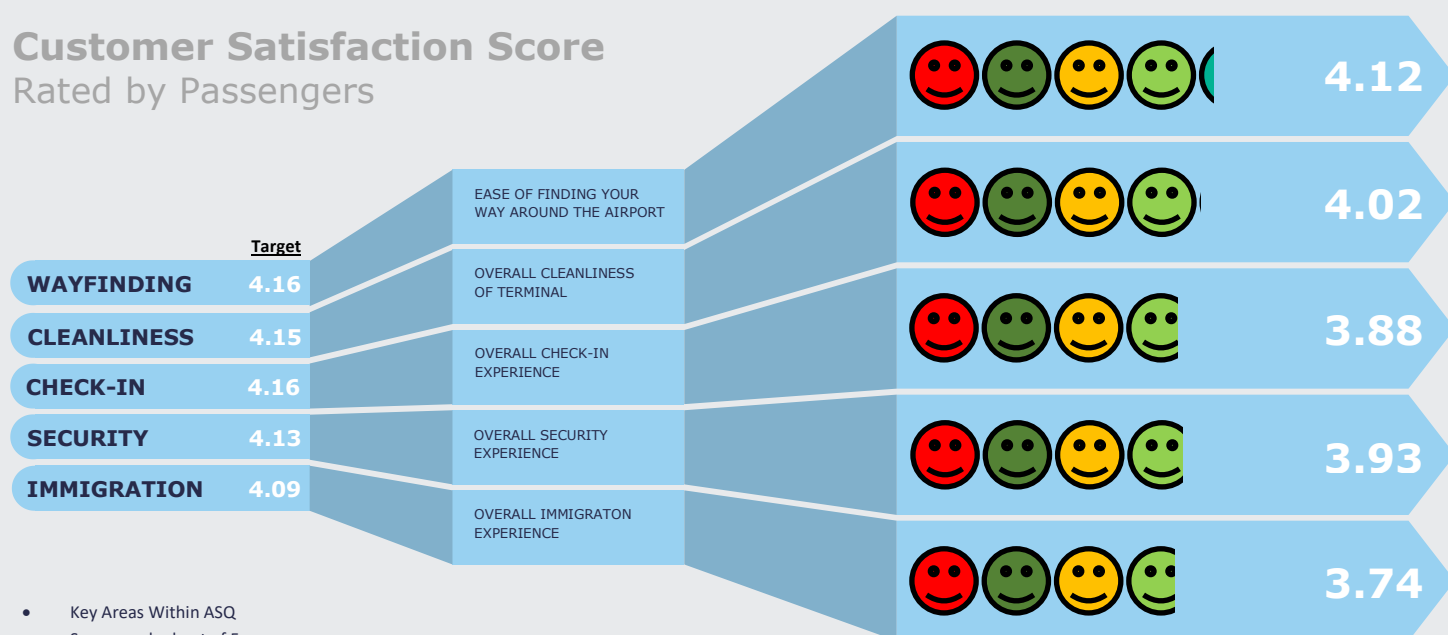 Customer Satisfaction Score
Rated by Passengers
Target
WAYFINDING 4.16
CLEANLINESS 4.15
CHECK-IN 4.16
SECURITY 4.13
IMMIGRATION 4.09
EASE OF FINDING YOUR
WAY AROUND THE AIRPORT
OVERALL CLEANLINESS
OF TERMINAL
OVERALL CHECK-IN
EXPERIENCE
OVERALL SECURITY
EXPERIENCE
OVERALL IMMIGRATON
EXPERIENCE
4.12
4.02
3.88
3.93
3.74
• Key Areas Within ASQ